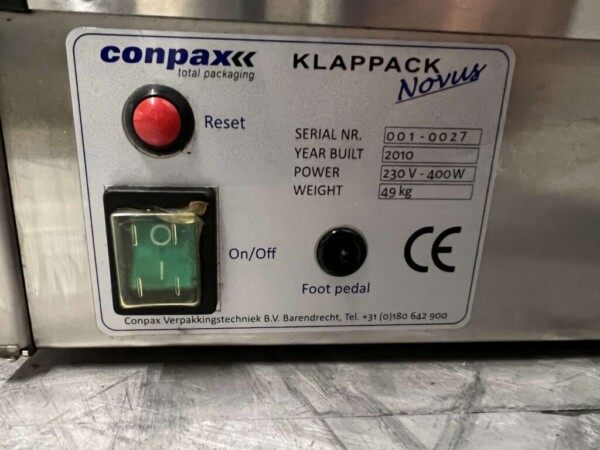 conpax
total packaging
KLAPPACK
Novus
Reset
SERIAL NR. 001-0027
YEAR BUILT 2010
POWER 230 V - 400W
WEIGHT 49 kg
O
I
On/Off
Foot pedal
CE
Conpax Verpakkingstechniek B.V. Barendrecht, Tel. +31 (0)180 642 900